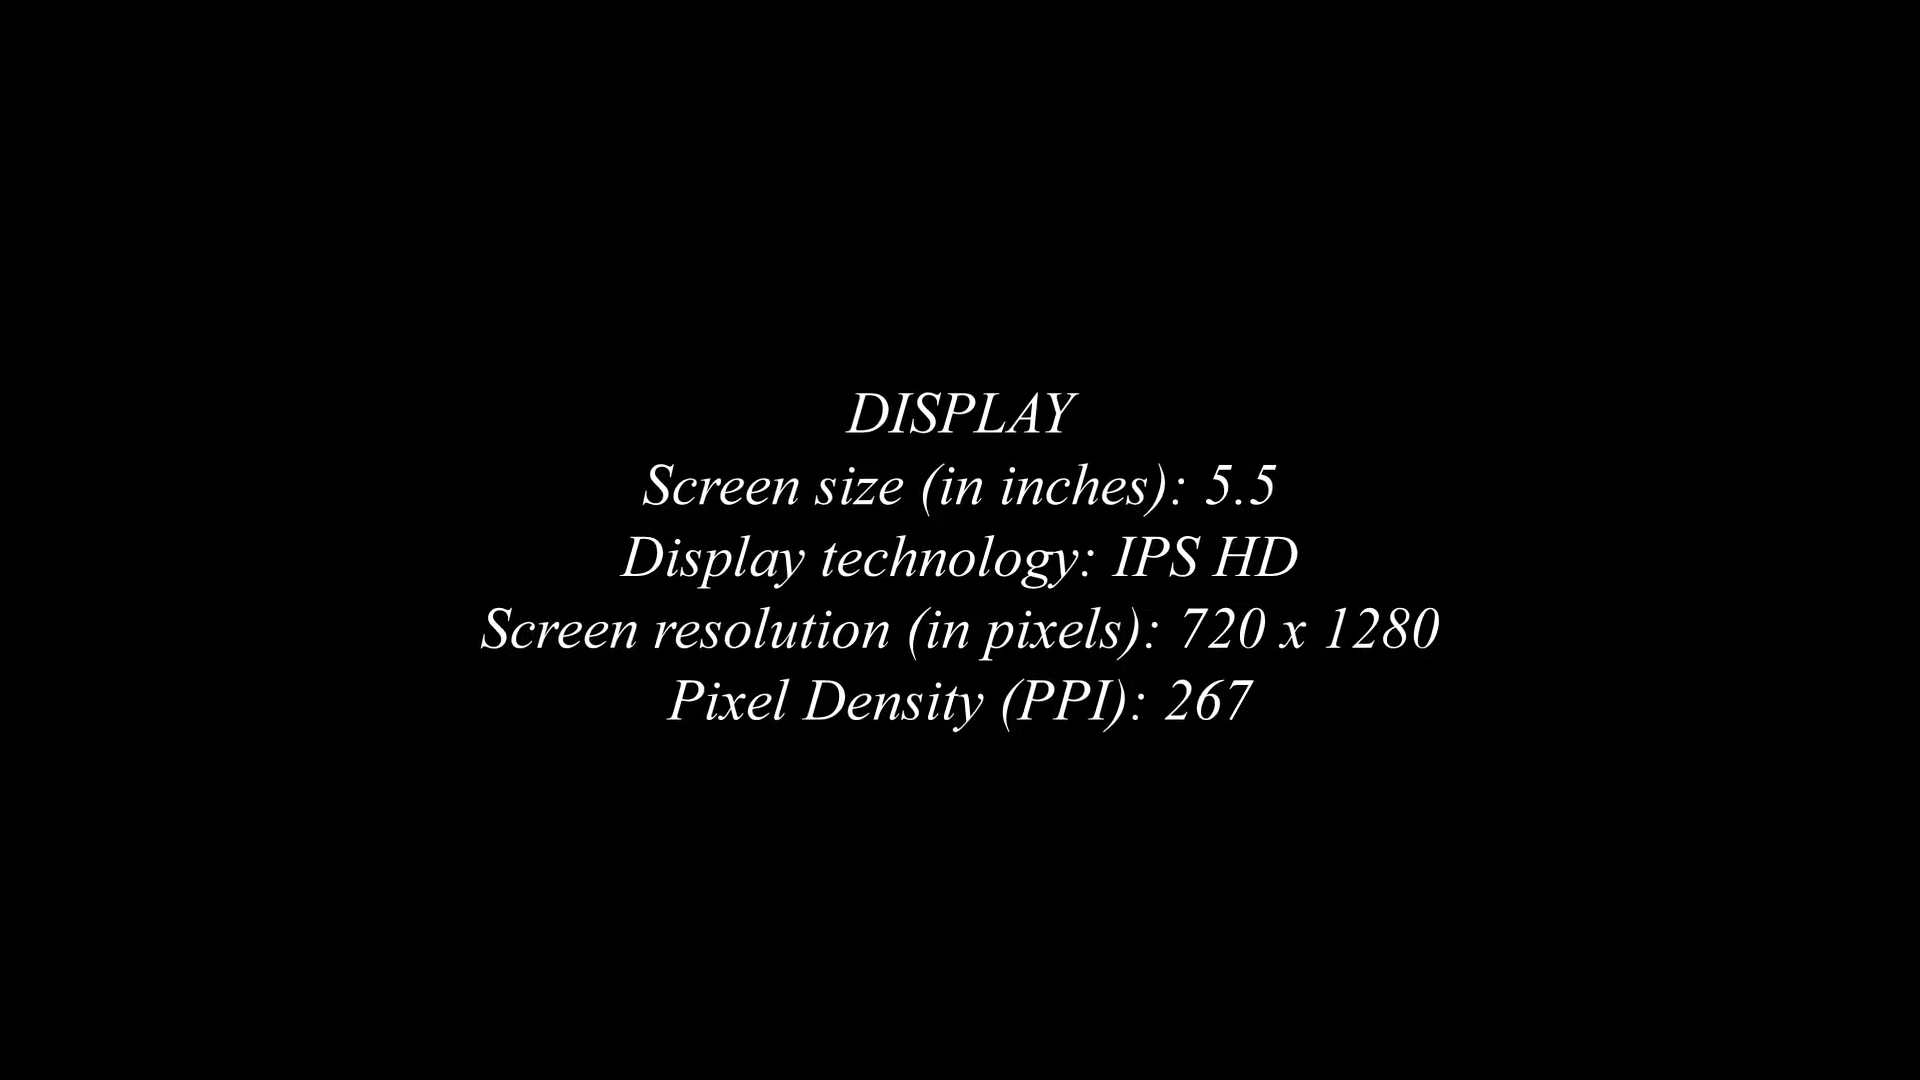 DISPLAY
Screen size (in inches): 5.5
Display technology: IPS HD
Screen resolution (in pixels): 720 x 1280
Pixel Density (PPI): 267